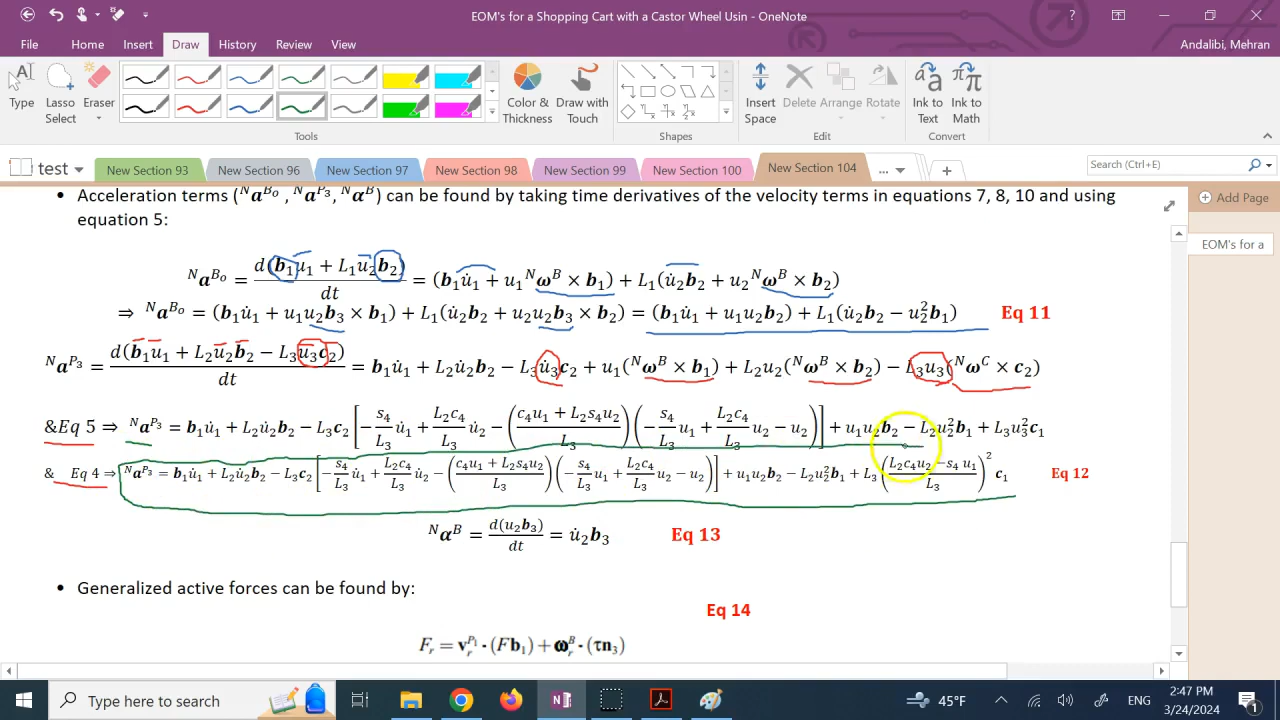 EOM's for a Shopping Cart with a Castor Wheel Usin - OneNote
File Home Insert Draw History Review View
Andalibi, Mehran
Type Lasso Select Eraser Color & Thickness Draw with Touch Insert Space Delete Arrange Rotate Ink to Text Ink to Math
Tools Shapes Edit Convert
test New Section 93 New Section 96 New Section 97 New Section 98 New Section 99 New Section 100 New Section 104 ... Search (Ctrl+E)
Add Page
EOM's for a
• Acceleration terms (ᴺa^{B₀}, ᴺa^{P₃}, ᴺα^B) can be found by taking time derivatives of the velocity terms in equations 7, 8, 10 and using
equation 5:
ᴺa^{B₀} = d(b₁u₁ + L₁u₂b₂)/dt = (b₁u̇₁ + u₁ ᴺω^B × b₁) + L₁(u̇₂b₂ + u₂ ᴺω^B × b₂)
⇒ ᴺa^{B₀} = (b₁u̇₁ + u₁u₂b₃ × b₁) + L₁(u̇₂b₂ + u₂u₂b₃ × b₂) = (b₁u̇₁ + u₁u₂b₂) + L₁(u̇₂b₂ − u₂²b₁) Eq 11
ᴺa^{P₃} = d(b₁u₁ + L₂u₂b₂ − L₃u₃c₂)/dt = b₁u̇₁ + L₂u̇₂b₂ − L₃u̇₃c₂ + u₁(ᴺω^B × b₁) + L₂u₂(ᴺω^B × b₂) − L₃u₃(ᴺω^C × c₂)
&Eq 5 ⇒ ᴺa^{P₃} = b₁u̇₁ + L₂u̇₂b₂ − L₃c₂[−s₄/L₃ u̇₁ + L₂c₄/L₃ u̇₂ − ((c₄u₁ + L₂s₄u₂)/L₃)(−s₄/L₃ u₁ + L₂c₄/L₃ u₂ − u₂)] + u₁u₂b₂ − L₂u₂²b₁ + L₃u₃²c₁
& Eq 4 ⇒ ᴺa^{P₃} = b₁u̇₁ + L₂u̇₂b₂ − L₃c₂[−s₄/L₃ u̇₁ + L₂c₄/L₃ u̇₂ − ((c₄u₁ + L₂s₄u₂)/L₃)(−s₄/L₃ u₁ + L₂c₄/L₃ u₂ − u₂)] + u₁u₂b₂ − L₂u₂²b₁ + L₃((L₂c₄u₂ − s₄ u₁)/L₃)² c₁ Eq 12
ᴺα^B = d(u₂b₃)/dt = u̇₂b₃ Eq 13
• Generalized active forces can be found by:
Eq 14
F_r = v_r^{P₁} · (Fb₁) + ω_r^B · (τn₃)
Type here to search
45°F
ENG
2:47 PM
3/24/2024
1